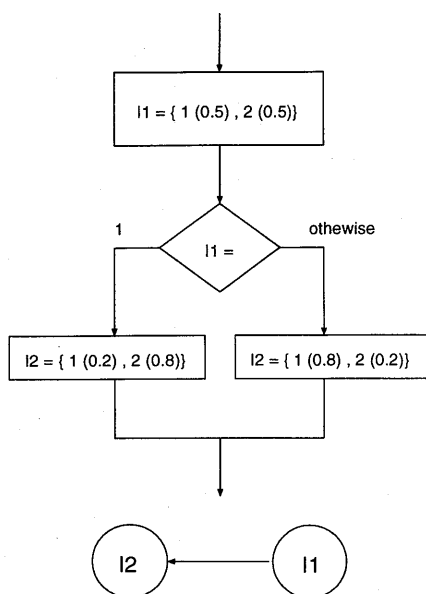 I1 = { 1 (0.5) , 2 (0.5)}
1
othewise
I1 =
I2 = { 1 (0.2) , 2 (0.8)}
I2 = { 1 (0.8) , 2 (0.2)}
I2
I1